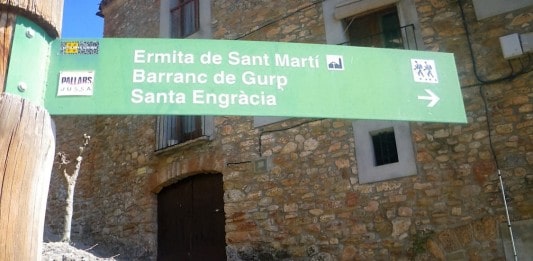 Ermita de Sant Martí
Barranc de Gurp
Santa Engràcia
PALLARS
JUSSÀ